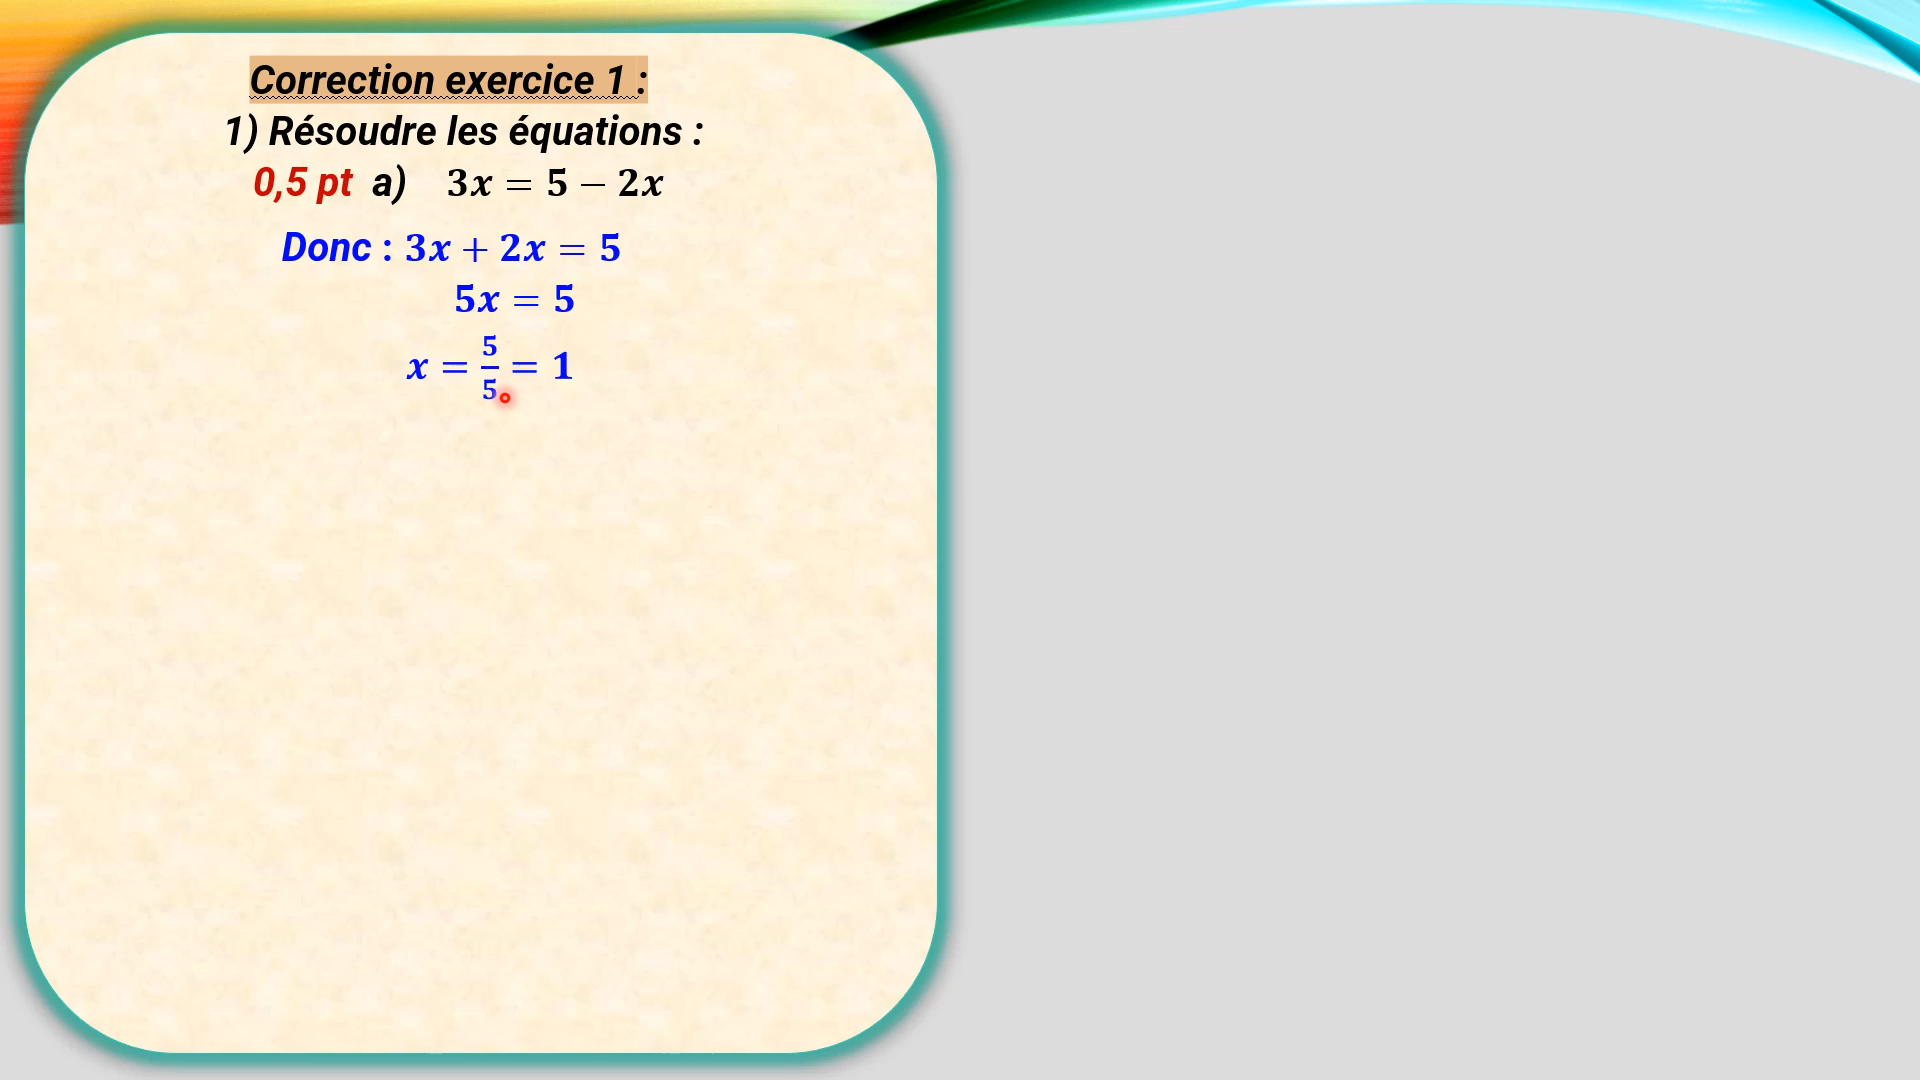 Correction exercice 1 :
1) Résoudre les équations :
0,5 pt a) 3x = 5 − 2x
Donc : 3x + 2x = 5
5x = 5
x = 5/5 = 1